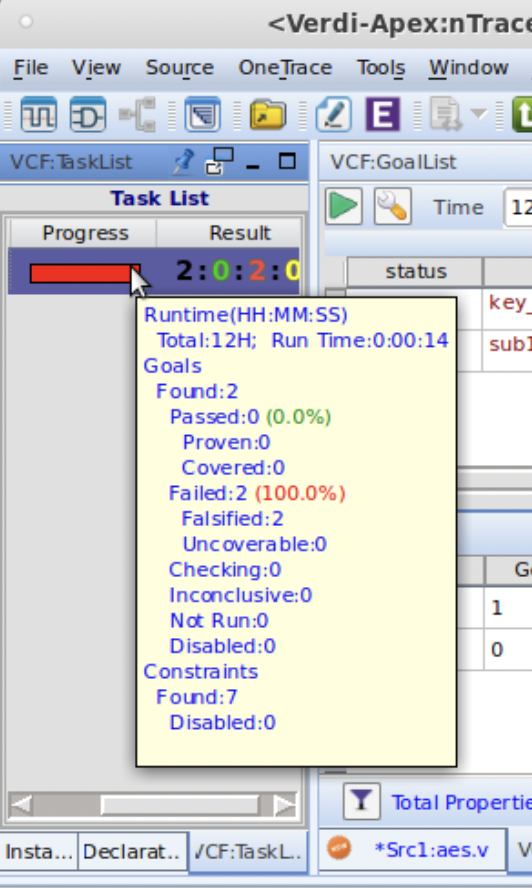 <Verdi-Apex:nTrace
File View Source OneTrace Tools Window
E
VCF:TaskList
VCF:GoalList
Task List
Time 12
Progress Result
status
2:0:2:0
key_
sub1
Runtime(HH:MM:SS)
Total:12H; Run Time:0:00:14
Goals
Found:2
Passed:0 (0.0%)
Proven:0
Covered:0
Failed:2 (100.0%)
Falsified:2
Uncoverable:0
Checking:0
Inconclusive:0
Not Run:0
Disabled:0
Constraints
Found:7
Disabled:0
1
0
Total Propertie
Insta... Declarat.. /CF:TaskL..
*Src1:aes.v